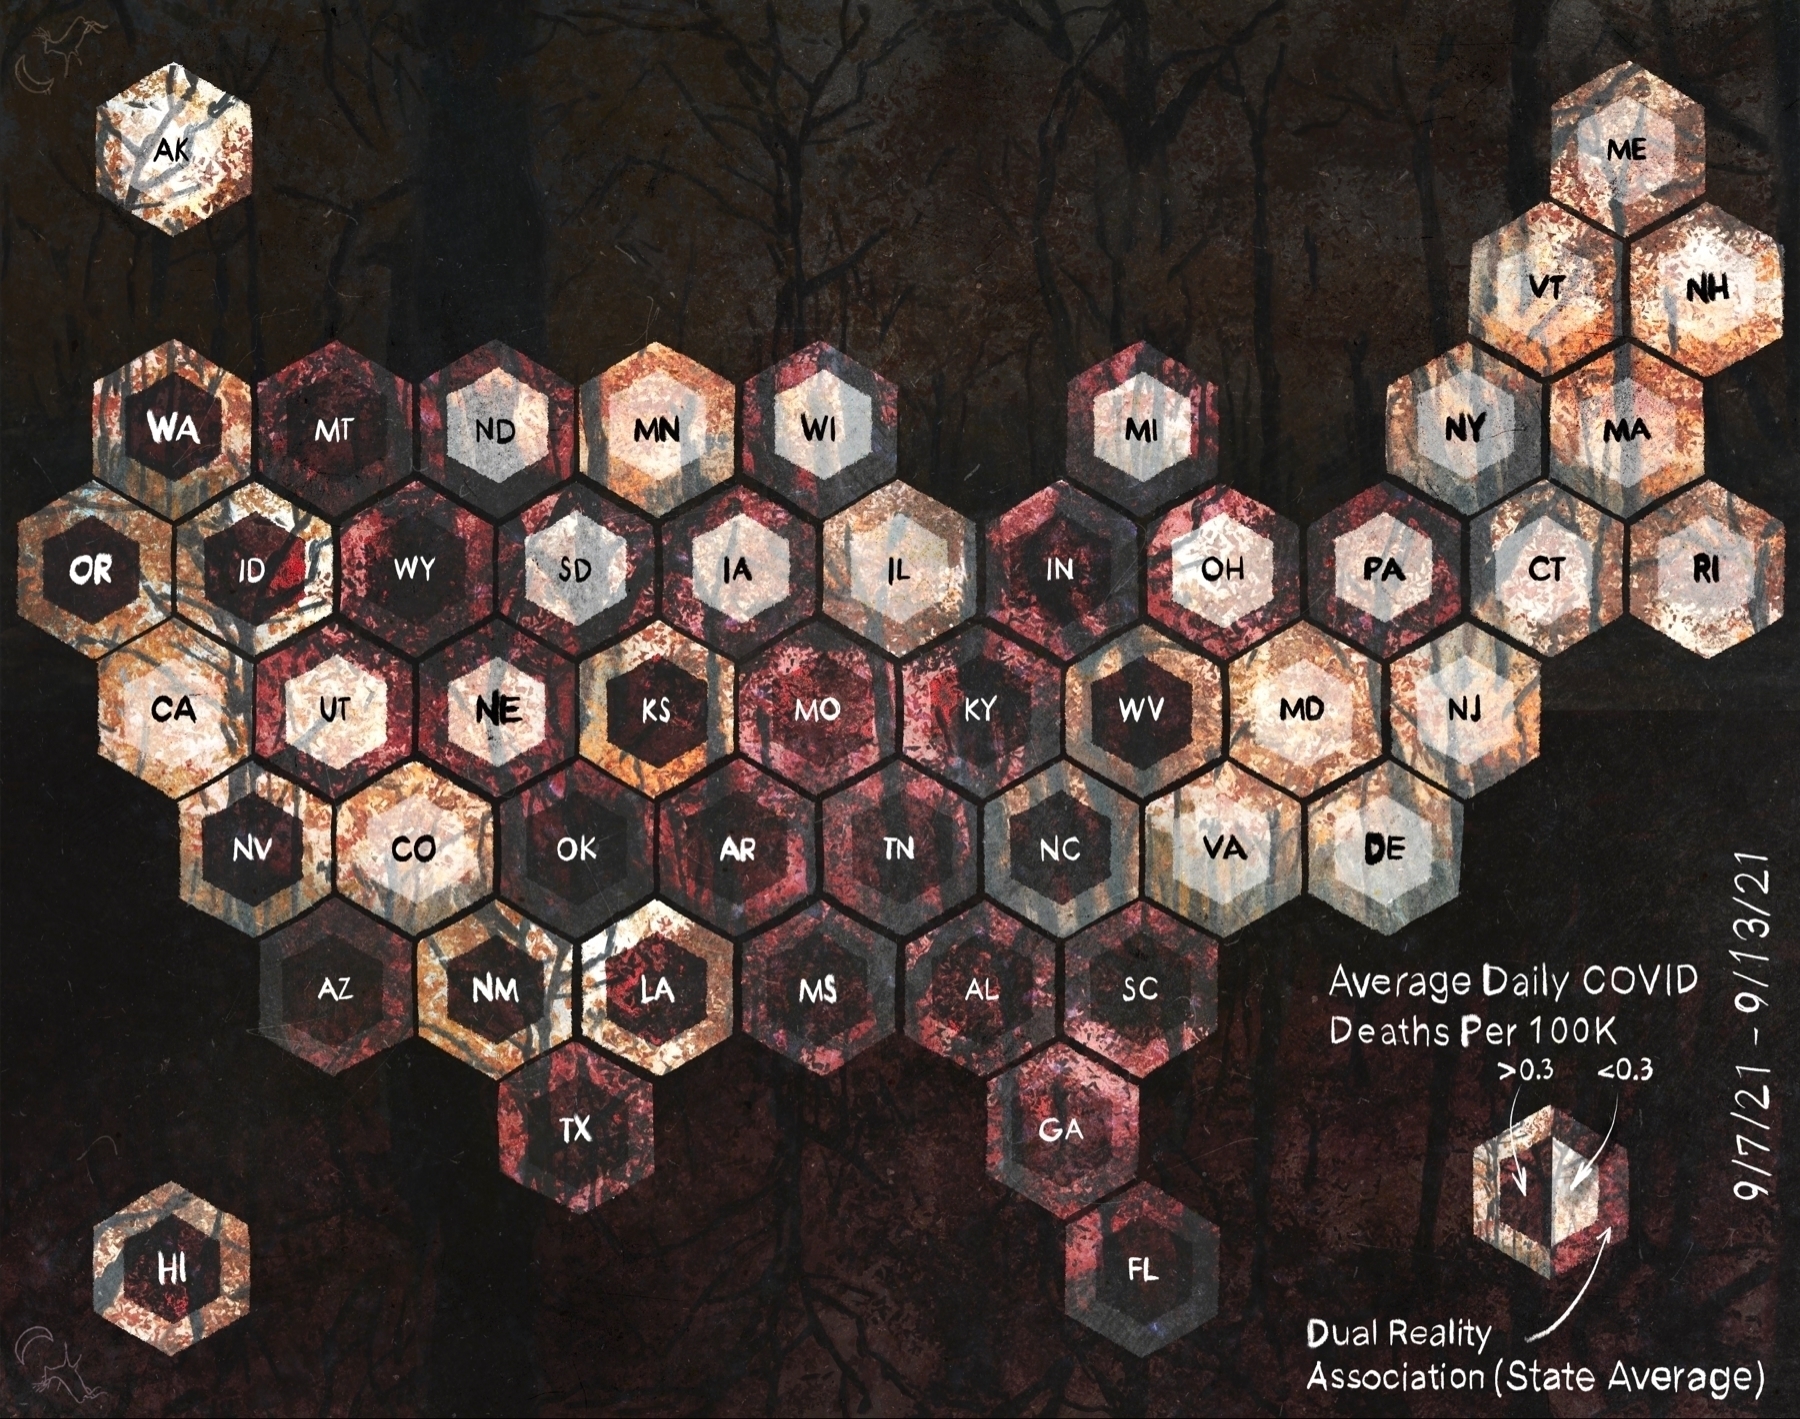 AK
ME
VT
NH
WA
MT
ND
MN
WI
MI
NY
MA
OR
ID
WY
SD
IA
IL
IN
OH
PA
CT
RI
CA
UT
NE
KS
MO
KY
WV
MD
NJ
NV
CO
OK
AR
TN
NC
VA
DE
AZ
NM
LA
MS
AL
SC
TX
GA
HI
FL
Average Daily COVID
Deaths Per 100K
>0.3 <0.3
Dual Reality
Association (State Average)
9/7/21 - 9/13/21